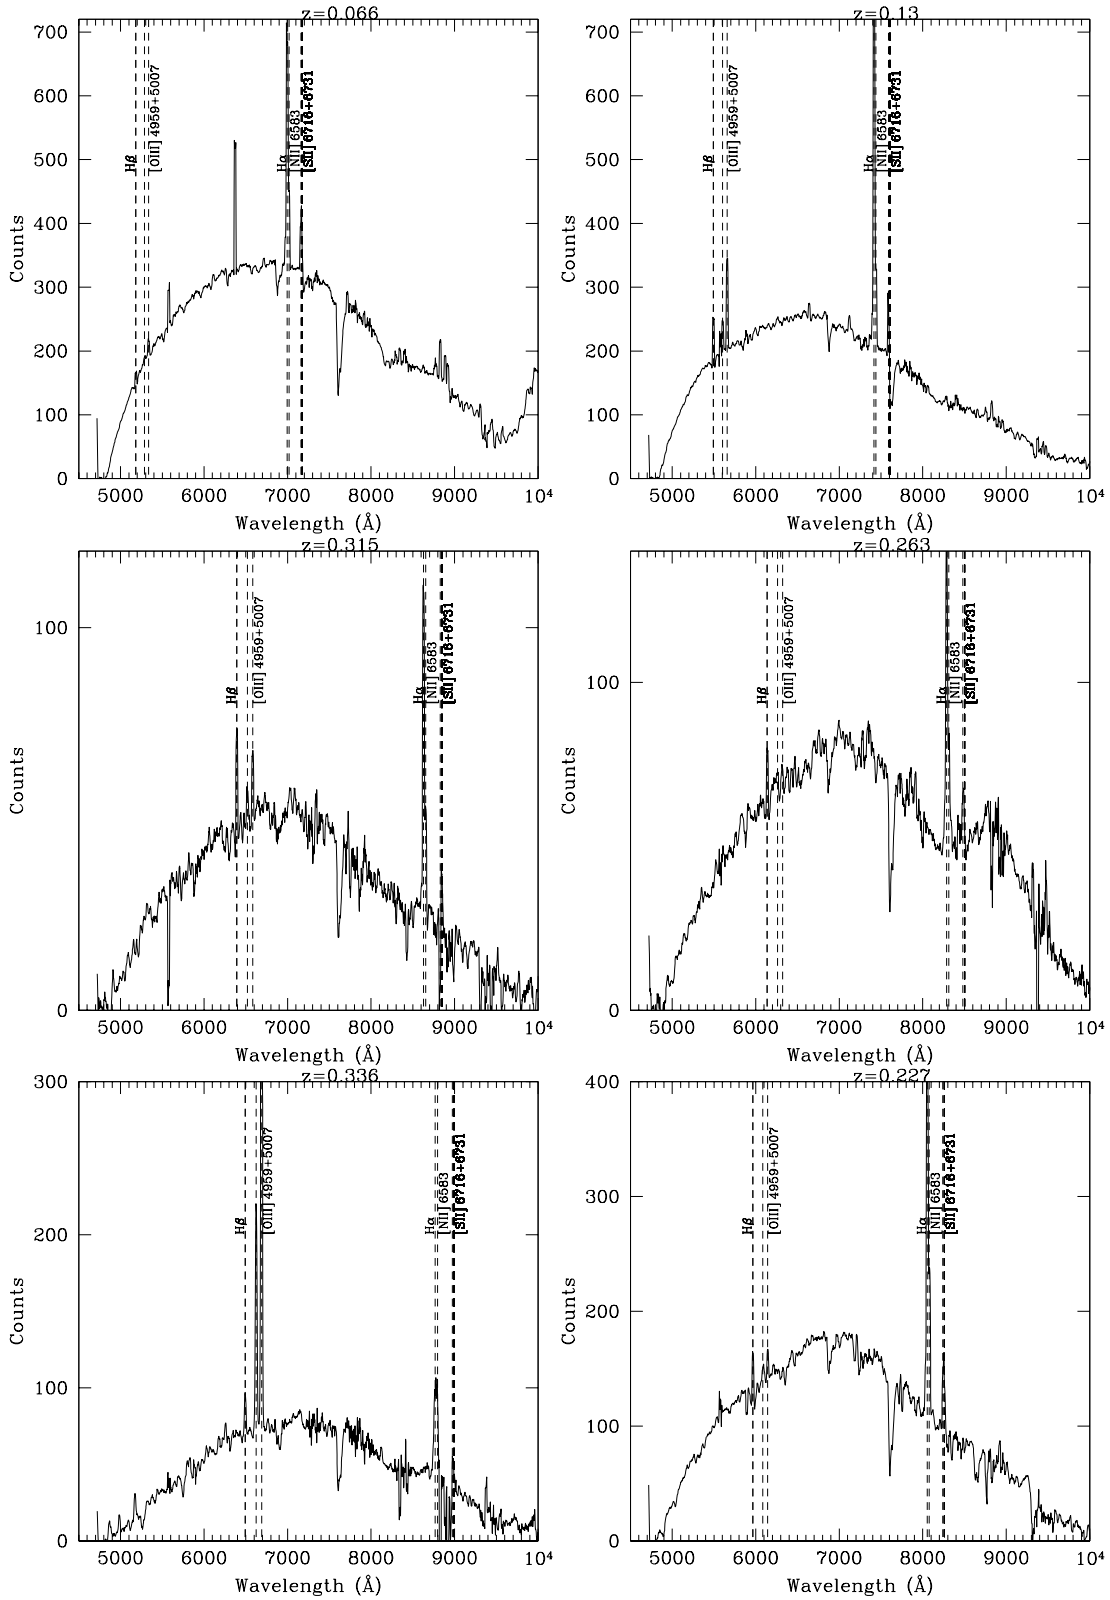 z=0.066
700
600
500
400
300
200
100
0
Counts
Hβ
[OIII] 4959+5007
Hα
[NII] 6583
[SII] 6716+6731
5000 6000 7000 8000 9000 10⁴
Wavelength (Å)
z=0.13
700
600
500
400
300
200
100
0
Counts
Hβ
[OIII] 4959+5007
Hα
[NII] 6583
[SII] 6716+6731
5000 6000 7000 8000 9000 10⁴
Wavelength (Å)
z=0.315
100
0
Counts
Hβ
[OIII] 4959+5007
Hα
[NII] 6583
[SII] 6716+6731
5000 6000 7000 8000 9000 10⁴
Wavelength (Å)
z=0.263
100
0
Counts
Hβ
[OIII] 4959+5007
Hα
[NII] 6583
[SII] 6716+6731
5000 6000 7000 8000 9000 10⁴
Wavelength (Å)
z=0.336
300
200
100
0
Counts
Hβ
[OIII] 4959+5007
Hα
[NII] 6583
[SII] 6716+6731
5000 6000 7000 8000 9000 10⁴
Wavelength (Å)
z=0.227
400
300
200
100
0
Counts
Hβ
[OIII] 4959+5007
Hα
[NII] 6583
[SII] 6716+6731
5000 6000 7000 8000 9000 10⁴
Wavelength (Å)